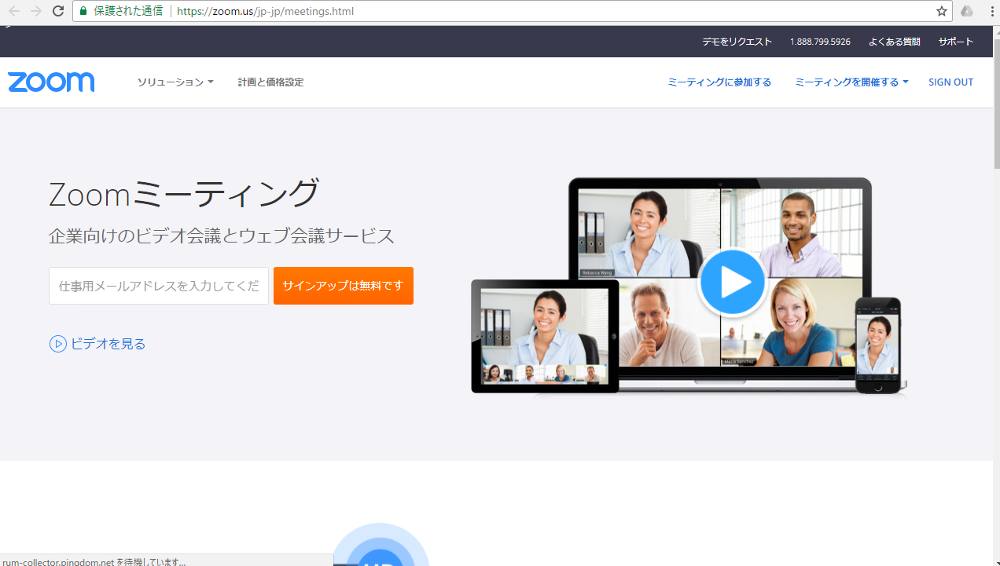 保護された通信 https://zoom.us/jp-jp/meetings.html
デモをリクエスト 1.888.799.5926 よくある質問 サポート
zoom ソリューション 計画と価格設定 ミーティングに参加する ミーティングを開催する SIGN OUT
Zoomミーティング
企業向けのビデオ会議とウェブ会議サービス
仕事用メールアドレスを入力してくだ サインアップは無料です
ビデオを見る
Rebecca Wang
Maria Sanchez
HD
rum-collector.pingdom.net を待機しています...